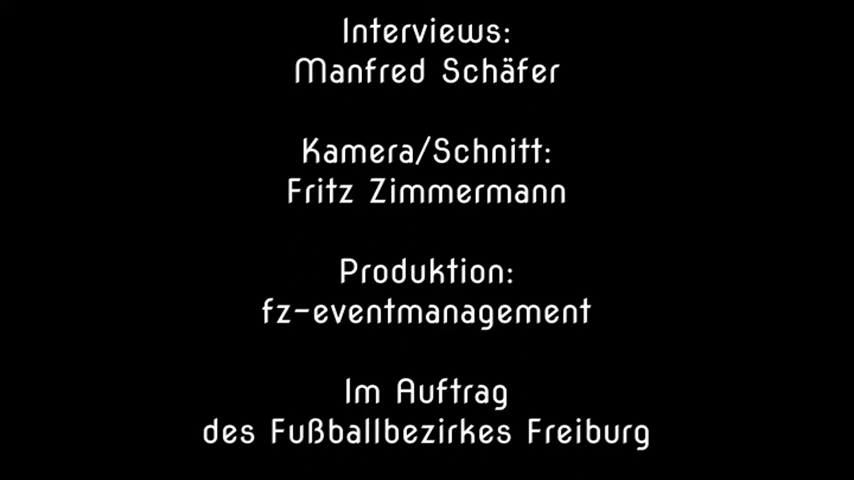 Interviews:
Manfred Schäfer
Kamera/Schnitt:
Fritz Zimmermann
Produktion:
fz-eventmanagement
Im Auftrag
des Fußballbezirkes Freiburg